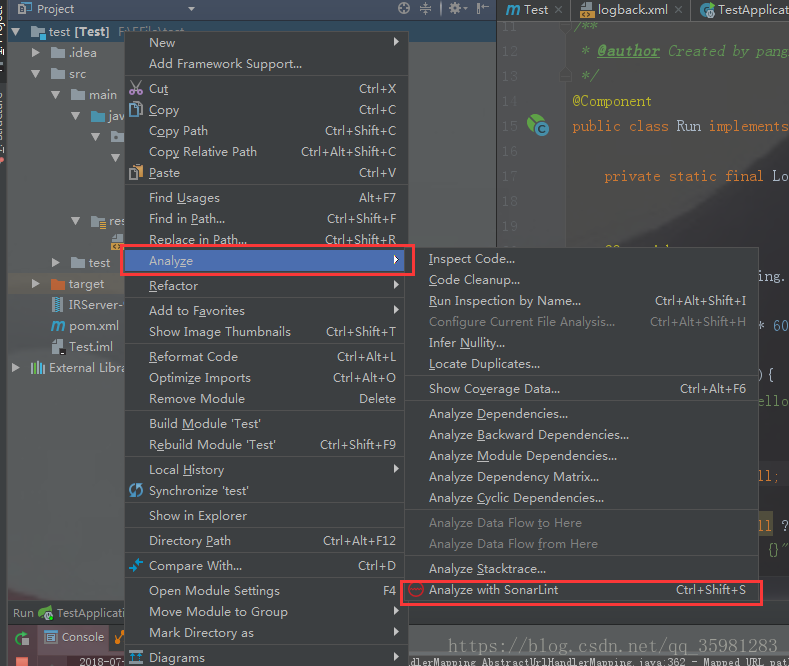 Project
test [Test] E\File\test
.idea
src
main
jav
res
test
target
IRServer-
pom.xml
Test.iml
External Libra
New
Add Framework Support...
Cut Ctrl+X
Copy Ctrl+C
Copy Path Ctrl+Shift+C
Copy Relative Path Ctrl+Alt+Shift+C
Paste Ctrl+V
Find Usages Alt+F7
Find in Path... Ctrl+Shift+F
Replace in Path... Ctrl+Shift+R
Analyze
Refactor
Add to Favorites
Show Image Thumbnails Ctrl+Shift+T
Reformat Code Ctrl+Alt+L
Optimize Imports Ctrl+Alt+O
Remove Module Delete
Build Module 'Test'
Rebuild Module 'Test' Ctrl+Shift+F9
Local History
Synchronize 'test'
Show in Explorer
Directory Path Ctrl+Alt+F12
Compare With... Ctrl+D
Open Module Settings F4
Move Module to Group
Mark Directory as
Diagrams
Inspect Code...
Code Cleanup...
Run Inspection by Name... Ctrl+Alt+Shift+I
Configure Current File Analysis... Ctrl+Alt+Shift+H
Infer Nullity...
Locate Duplicates...
Show Coverage Data... Ctrl+Alt+F6
Analyze Dependencies...
Analyze Backward Dependencies...
Analyze Module Dependencies...
Analyze Dependency Matrix...
Analyze Cyclic Dependencies...
Analyze Data Flow to Here
Analyze Data Flow from Here
Analyze Stacktrace...
Analyze with SonarLint Ctrl+Shift+S
Test logback.xml TestApplicat
11 /**
12 * @author Created by pang
13 */
14 @Component
15 public class Run implements
16
17 private static final Lo
18
19
ing.
* 60
){
ello
ll;
ll ?
{}"
Run TestApplicati
Console
2018-07- dlerMapping AbstractUrlHandlerMapping.java:362 - Mapped URL path
https://blog.csdn.net/qq_35981283